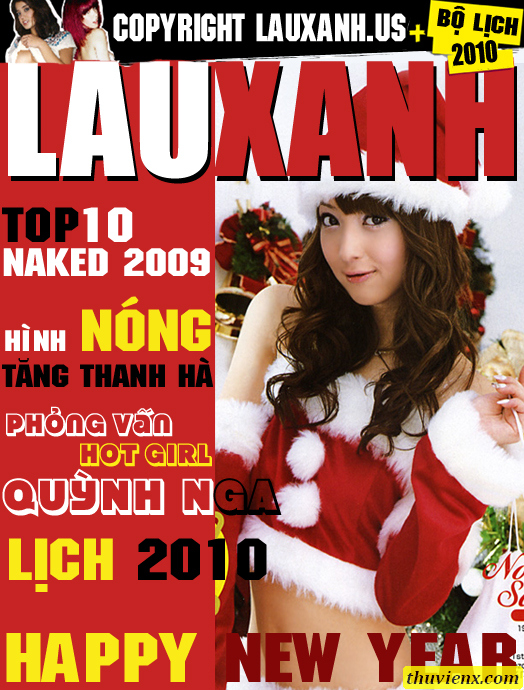 COPYRIGHT LAUXANH.US+
BỘ LỊCH
2010
LAUXANH
TOP10
NAKED 2009
HÌNH NÓNG
TĂNG THANH HÀ
PHỎNG VẤN
HOT GIRL
QUỲNH NGA
LỊCH 2010
HAPPY NEW YEAR
thuvienx.com